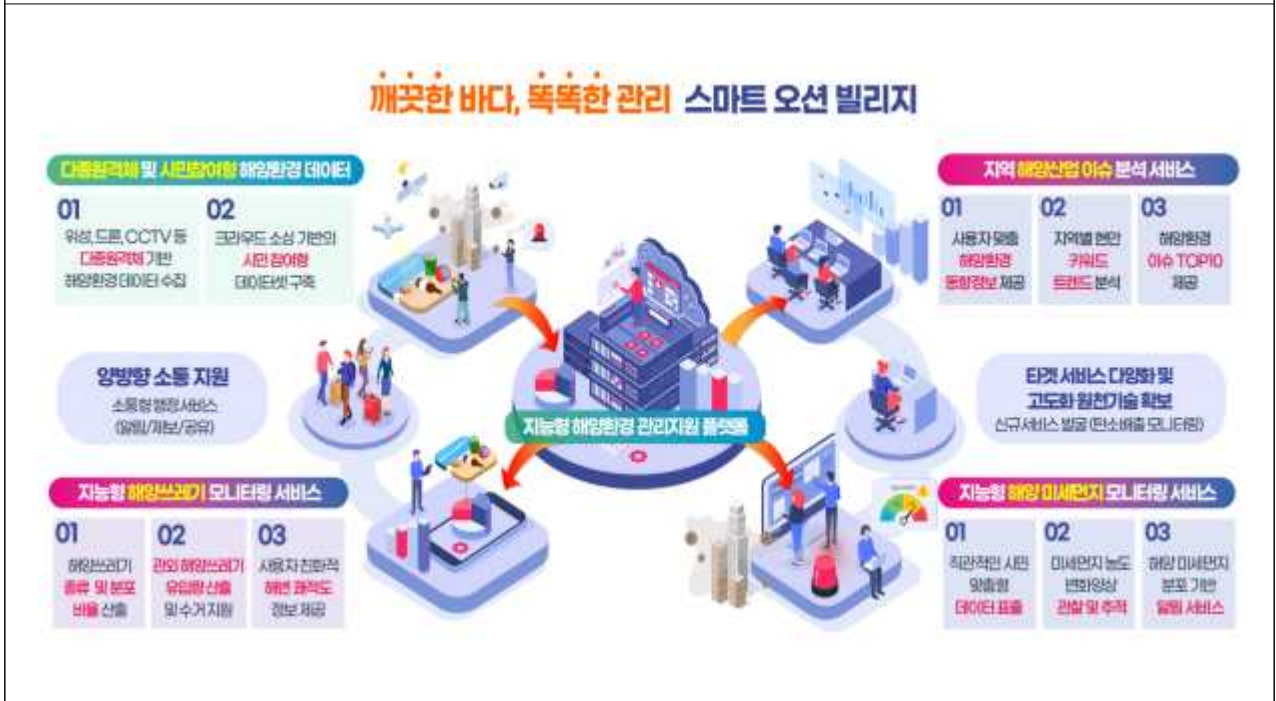 깨끗한 바다, 똑똑한 관리 스마트 오션 빌리지
다중원격체 및 시민참여형 해양환경 데이터
01
위성, 드론, CCTV 등
다중원격체 기반
해양환경 데이터 수집
02
크라우드 소싱 기반의
시민 참여형
데이터셋 구축
지역 해양산업 이슈 분석 서비스
01
사용자 맞춤
해양환경
동향정보 제공
02
지역별 현안
키워드
트렌드 분석
03
해양환경
이슈 TOP10
제공
양방향 소통 지원
소통형 행정서비스
(알림/제보/공유)
지능형 해양환경 관리지원 플랫폼
타겟 서비스 다양화 및
고도화 원천기술 확보
신규서비스 발굴 (탄소배출 모니터링)
지능형 해양쓰레기 모니터링 서비스
01
해양쓰레기
종류 및 분포
비율 산출
02
관외 해양쓰레기
유입량 산출
및 수거 지원
03
사용자 친화적
해변 쾌적도
정보 제공
지능형 해양 미세먼지 모니터링 서비스
01
직관적인 시민
맞춤형
데이터 표출
02
미세먼지 농도
변화양상
관찰 및 추적
03
해양 미세먼지
분포 기반
알림 서비스